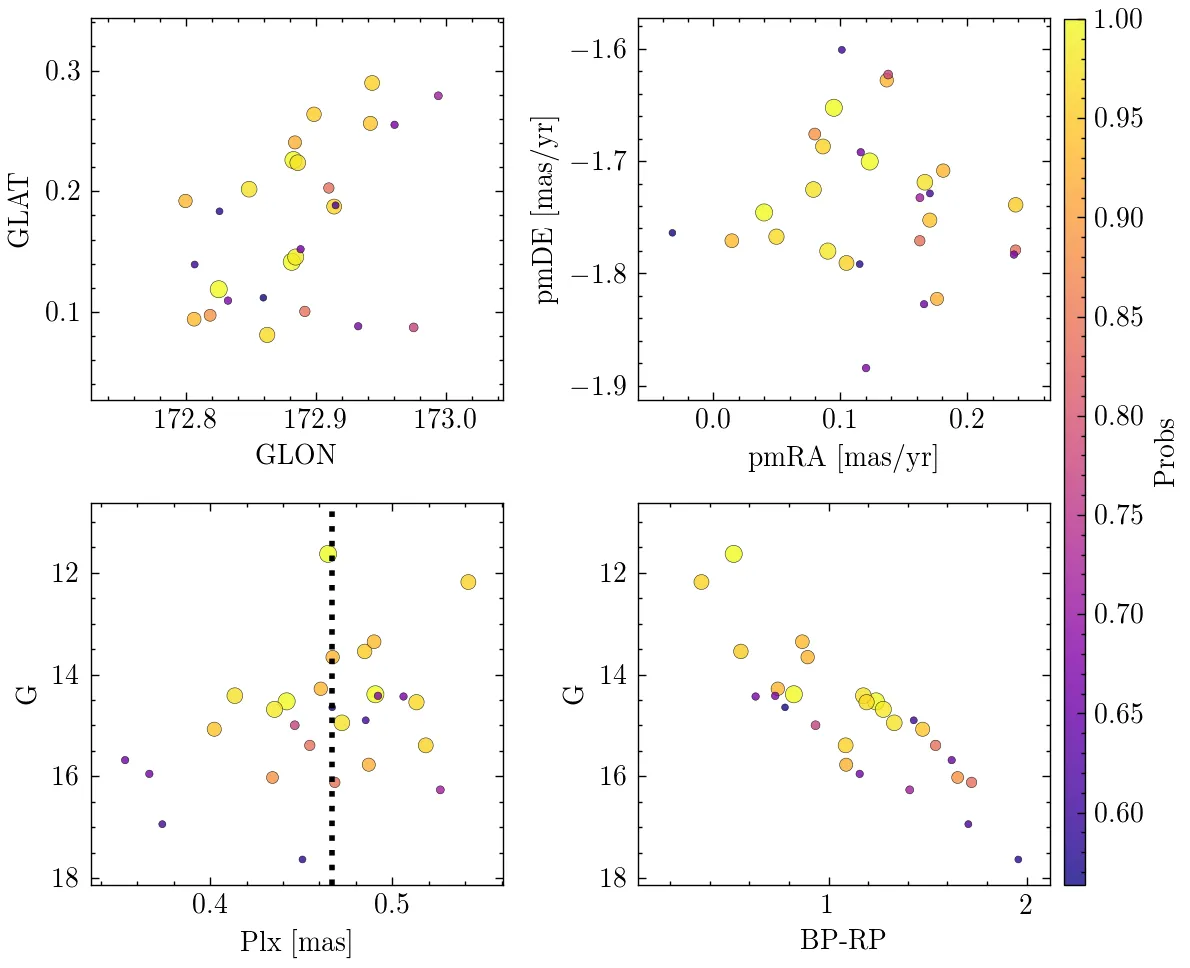 0.3
0.2
0.1
GLAT
172.8 172.9 173.0
GLON
−1.6
−1.7
−1.8
−1.9
pmDE [mas/yr]
0.0 0.1 0.2
pmRA [mas/yr]
12
14
16
18
G
0.4 0.5
Plx [mas]
12
14
16
18
G
1 2
BP-RP
1.00
0.95
0.90
0.85
0.80
0.75
0.70
0.65
0.60
Probs